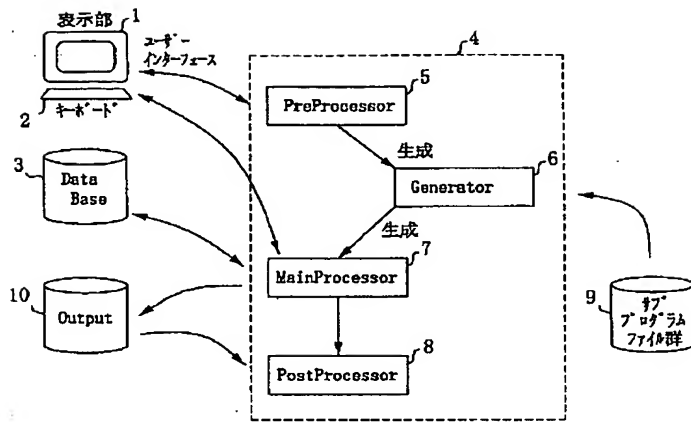 表示部
1
ユーザー
インターフェース
4
5
PreProcessor
2
キーボード
生成
6
3
Data
Base
Generator
生成
7
MainProcessor
10
Output
9
サブ
プログラム
ファイル群
8
PostProcessor